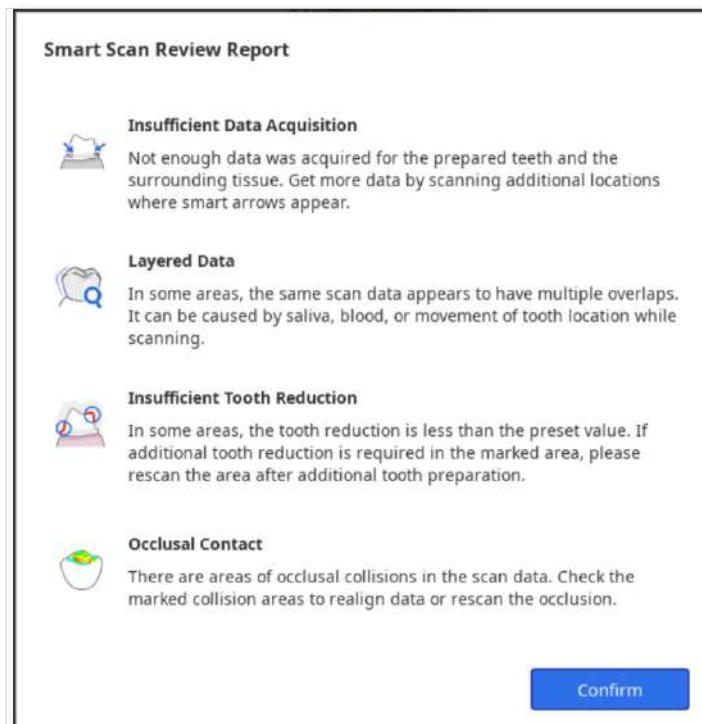 Smart Scan Review Report
Insufficient Data Acquisition
Not enough data was acquired for the prepared teeth and the
surrounding tissue. Get more data by scanning additional locations
where smart arrows appear.
Layered Data
In some areas, the same scan data appears to have multiple overlaps.
It can be caused by saliva, blood, or movement of tooth location while
scanning.
Insufficient Tooth Reduction
In some areas, the tooth reduction is less than the preset value. If
additional tooth reduction is required in the marked area, please
rescan the area after additional tooth preparation.
Occlusal Contact
There are areas of occlusal collisions in the scan data. Check the
marked collision areas to realign data or rescan the occlusion.
Confirm